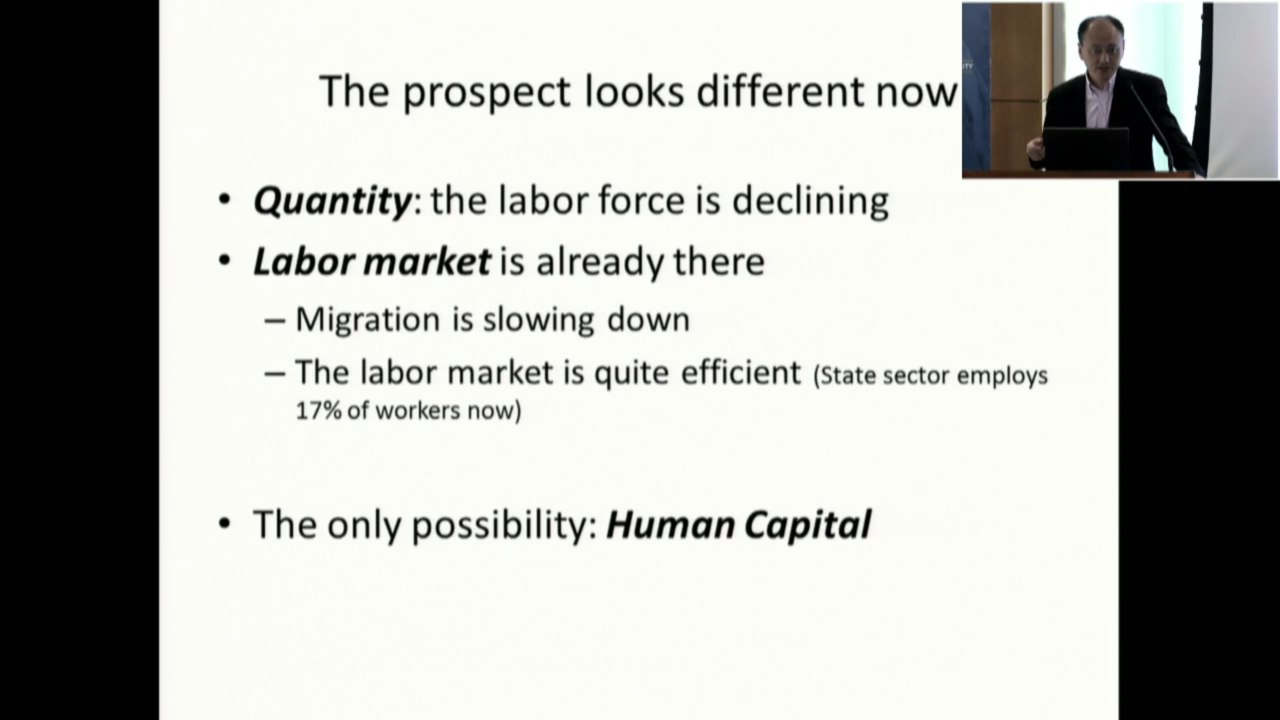 The prospect looks different now
• Quantity: the labor force is declining
• Labor market is already there
– Migration is slowing down
– The labor market is quite efficient (State sector employs
17% of workers now)
• The only possibility: Human Capital